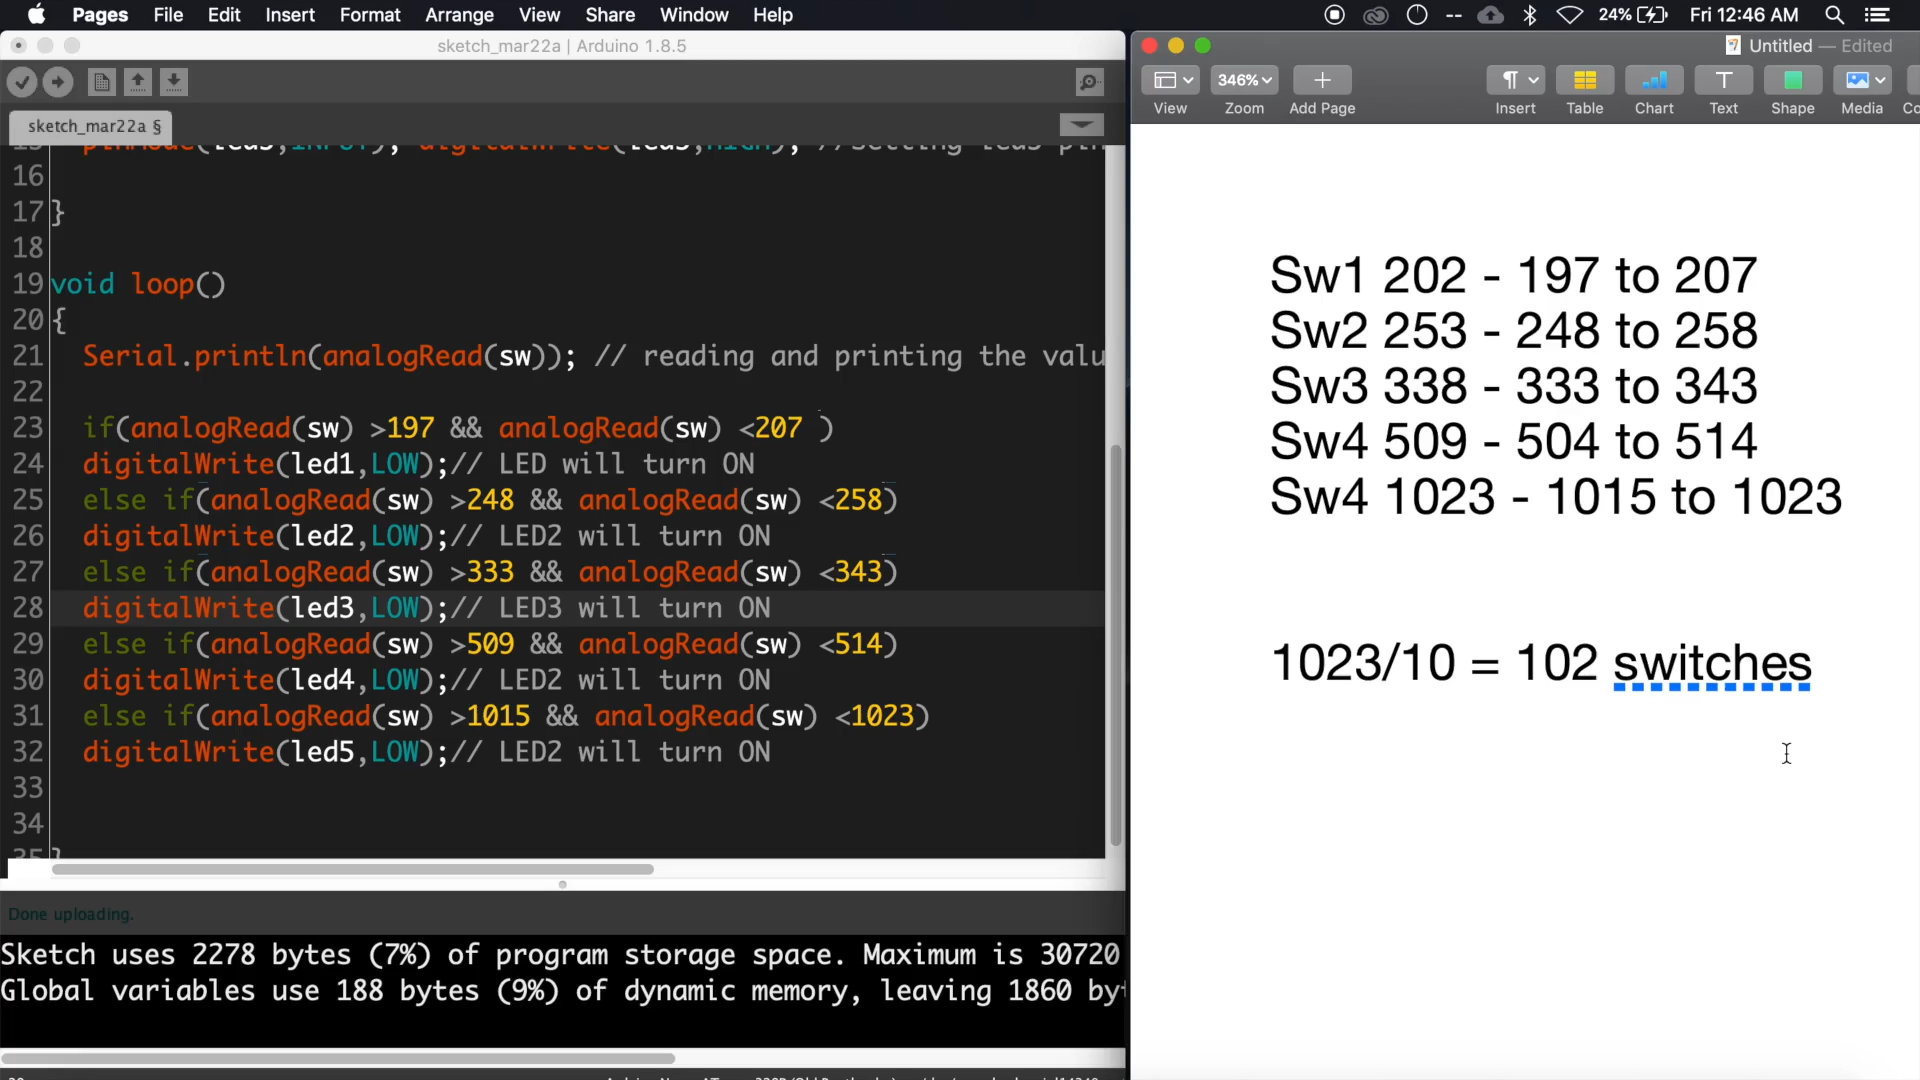 Pages File Edit Insert Format Arrange View Share Window Help
24% Fri 12:46 AM
sketch_mar22a | Arduino 1.8.5
Untitled — Edited
346%
View Zoom Add Page Insert Table Chart Text Shape Media
sketch_mar22a §
16
17 }
18
19 void loop()
20 {
21 Serial.println(analogRead(sw)); // reading and printing the valu
22
23 if(analogRead(sw) >197 && analogRead(sw) <207 )
24 digitalWrite(led1,LOW);// LED will turn ON
25 else if(analogRead(sw) >248 && analogRead(sw) <258)
26 digitalWrite(led2,LOW);// LED2 will turn ON
27 else if(analogRead(sw) >333 && analogRead(sw) <343)
28 digitalWrite(led3,LOW);// LED3 will turn ON
29 else if(analogRead(sw) >509 && analogRead(sw) <514)
30 digitalWrite(led4,LOW);// LED2 will turn ON
31 else if(analogRead(sw) >1015 && analogRead(sw) <1023)
32 digitalWrite(led5,LOW);// LED2 will turn ON
33
34
35 }
Done uploading.
Sketch uses 2278 bytes (7%) of program storage space. Maximum is 30720
Global variables use 188 bytes (9%) of dynamic memory, leaving 1860 byt
Sw1 202 - 197 to 207
Sw2 253 - 248 to 258
Sw3 338 - 333 to 343
Sw4 509 - 504 to 514
Sw4 1023 - 1015 to 1023
1023/10 = 102 switches